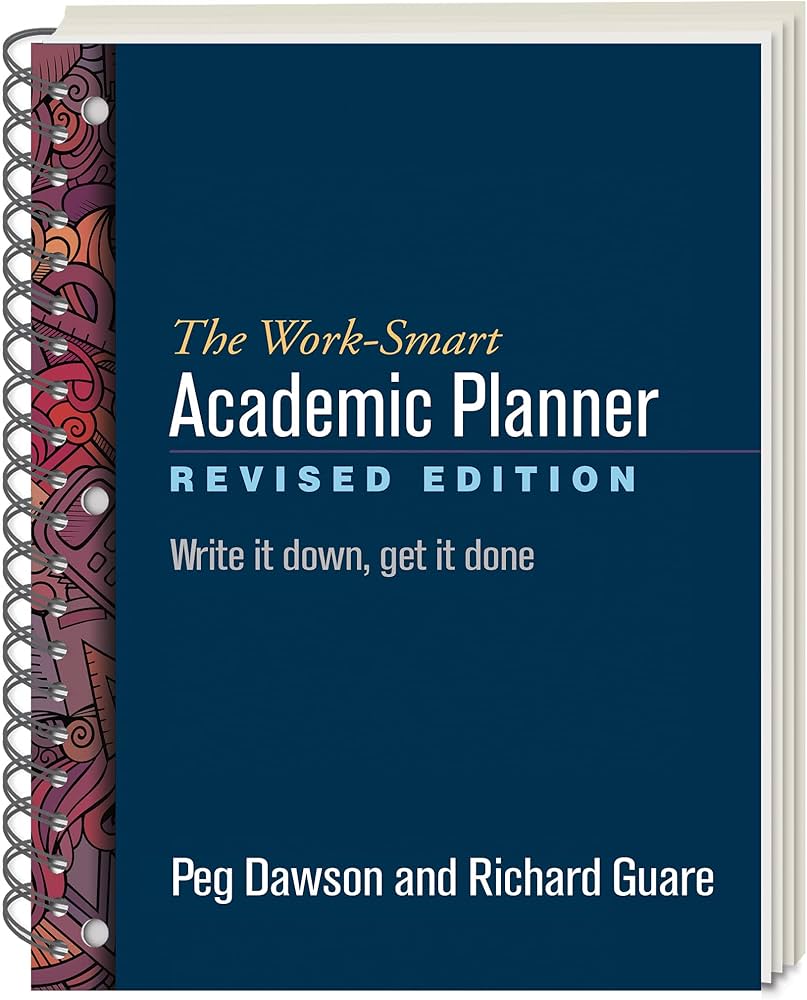 The Work-Smart
Academic Planner
REVISED EDITION
Write it down, get it done
Peg Dawson and Richard Guare